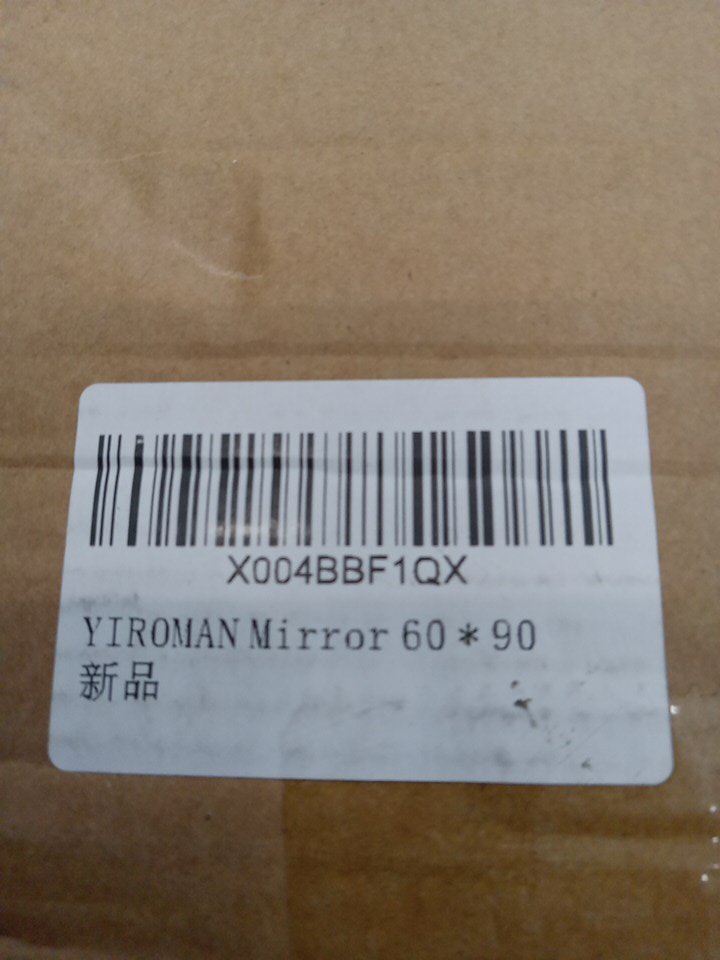 X004BBF1QX
YIROMAN Mirror 60*90
新品